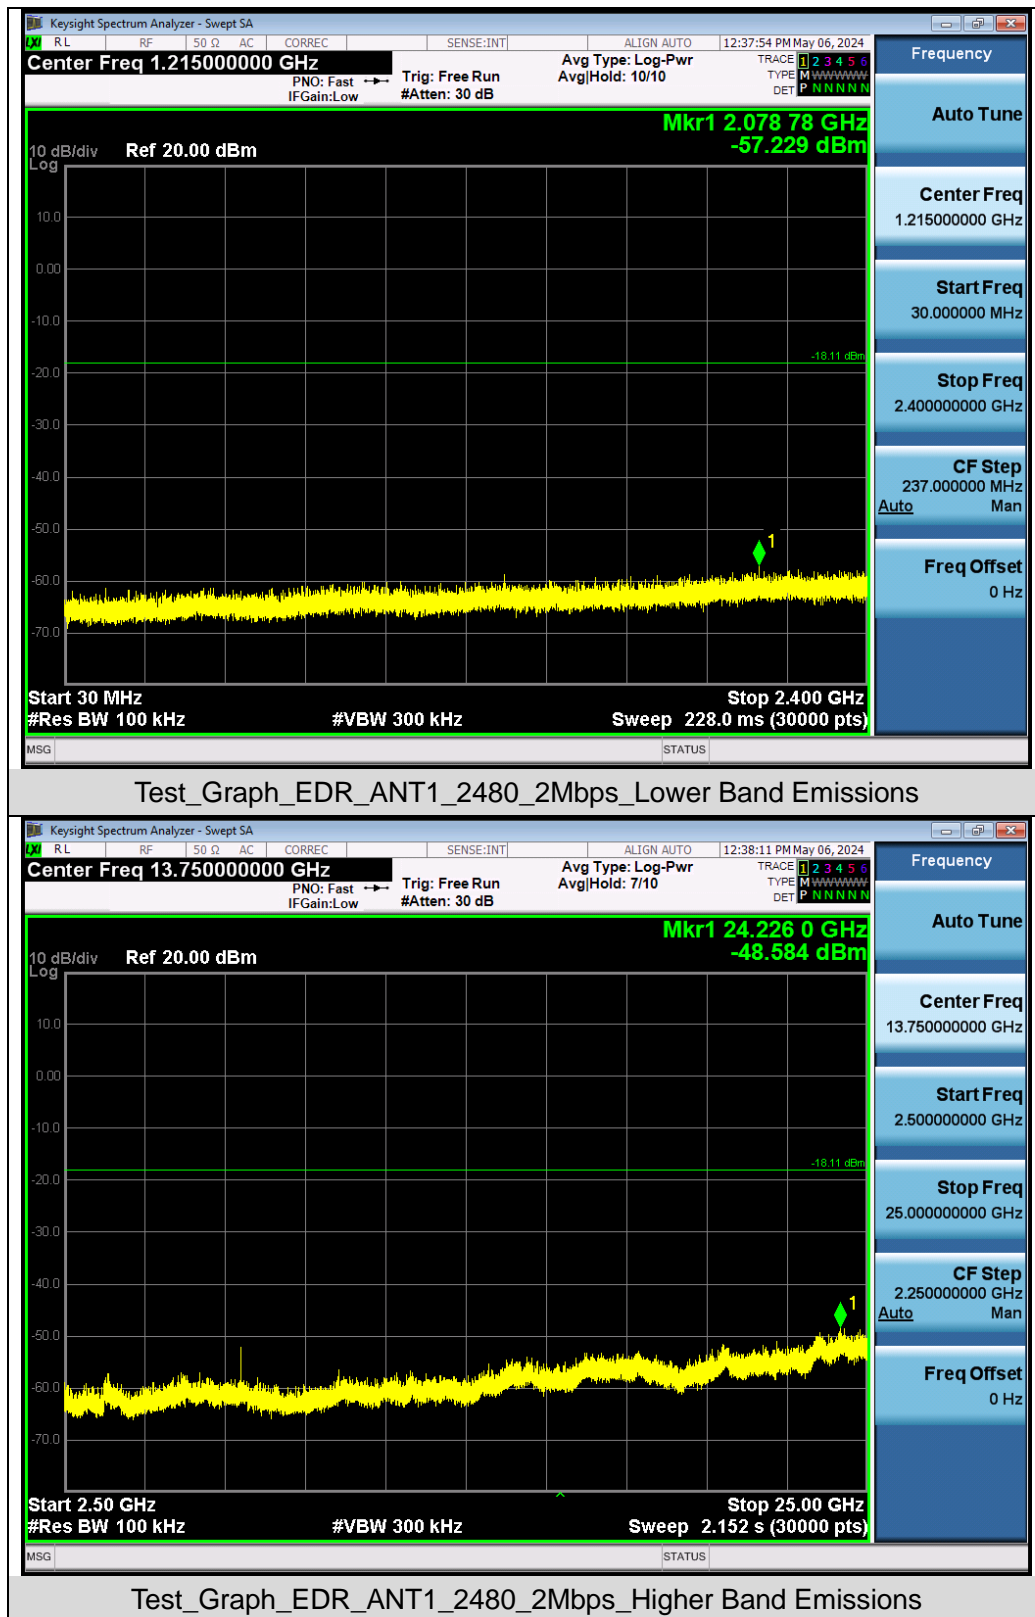 Keysight Spectrum Analyzer - Swept SA
LXI RL RF 50 Ω AC CORREC SENSE:INT ALIGN AUTO 12:37:54 PM May 06, 2024
Center Freq 1.215000000 GHz
PNO: Fast
IFGain:Low
Trig: Free Run
#Atten: 30 dB
Avg Type: Log-Pwr
Avg|Hold: 10/10
TRACE 1 2 3 4 5 6
TYPE M WWWWW
DET P N N N N N
Mkr1 2.078 78 GHz
-57.229 dBm
10 dB/div Ref 20.00 dBm
Log
10.0
0.00
-10.0
-18.11 dBm
-20.0
-30.0
-40.0
-50.0
1
-60.0
-70.0
Start 30 MHz Stop 2.400 GHz
#Res BW 100 kHz #VBW 300 kHz Sweep 228.0 ms (30000 pts)
MSG STATUS
Frequency
Auto Tune
Center Freq
1.215000000 GHz
Start Freq
30.000000 MHz
Stop Freq
2.400000000 GHz
CF Step
237.000000 MHz
Auto Man
Freq Offset
0 Hz
Test_Graph_EDR_ANT1_2480_2Mbps_Lower Band Emissions
Keysight Spectrum Analyzer - Swept SA
LXI RL RF 50 Ω AC CORREC SENSE:INT ALIGN AUTO 12:38:11 PM May 06, 2024
Center Freq 13.750000000 GHz
PNO: Fast
IFGain:Low
Trig: Free Run
#Atten: 30 dB
Avg Type: Log-Pwr
Avg|Hold: 7/10
TRACE 1 2 3 4 5 6
TYPE M WWWWW
DET P N N N N N
Mkr1 24.226 0 GHz
-48.584 dBm
10 dB/div Ref 20.00 dBm
Log
10.0
0.00
-10.0
-18.11 dBm
-20.0
-30.0
-40.0
1
-50.0
-60.0
-70.0
Start 2.50 GHz Stop 25.00 GHz
#Res BW 100 kHz #VBW 300 kHz Sweep 2.152 s (30000 pts)
MSG STATUS
Frequency
Auto Tune
Center Freq
13.750000000 GHz
Start Freq
2.500000000 GHz
Stop Freq
25.000000000 GHz
CF Step
2.250000000 GHz
Auto Man
Freq Offset
0 Hz
Test_Graph_EDR_ANT1_2480_2Mbps_Higher Band Emissions